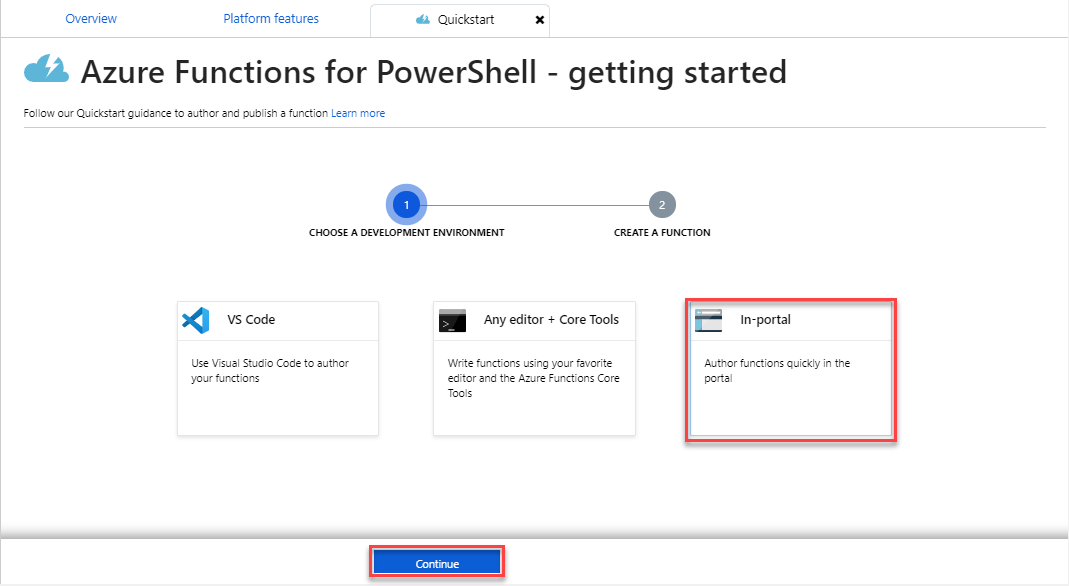 Overview Platform features Quickstart ✖
Azure Functions for PowerShell - getting started
Follow our Quickstart guidance to author and publish a function Learn more
1 2
CHOOSE A DEVELOPMENT ENVIRONMENT CREATE A FUNCTION
VS Code
Use Visual Studio Code to author
your functions
Any editor + Core Tools
Write functions using your favorite
editor and the Azure Functions Core
Tools
In-portal
Author functions quickly in the
portal
Continue